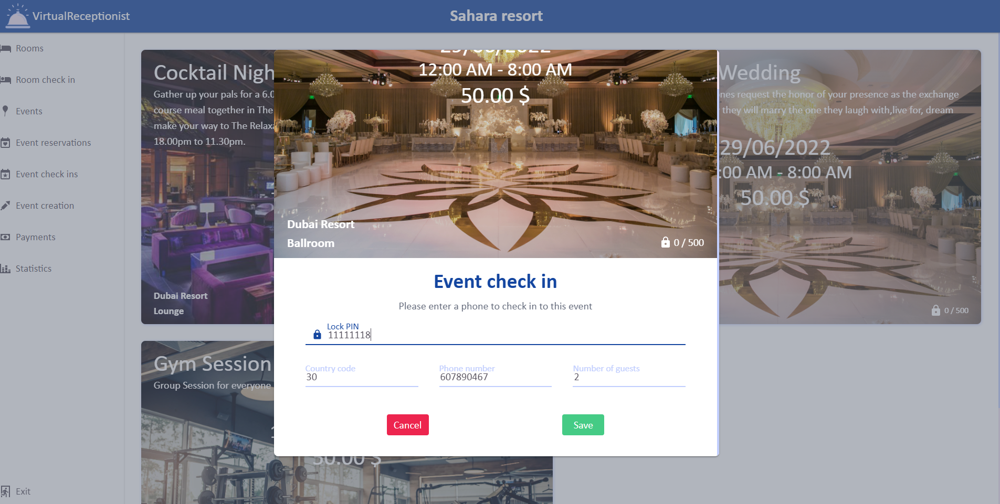 VirtualReceptionist
Sahara resort
Rooms
Room check in
Events
Event reservations
Event check ins
Event creation
Payments
Statistics
Exit
Cocktail Nigh
Gather up your pals for a 6.0
course meal together in The
make your way to The Relaxa
18.00pm to 11.30pm.
Dubai Resort
Lounge
29/06/2022
12:00 AM - 8:00 AM
50.00 $
Dubai Resort
Ballroom
0 / 500
Event check in
Please enter a phone to check in to this event
Lock PIN
11111118
Country code
30
Phone number
607890467
Number of guests
2
Cancel
Save
Wedding
nes request the honor of your presence as the exchange
they will marry the one they laugh with,live for, dream
29/06/2022
:00 AM - 8:00 AM
50.00 $
0 / 500
Gym Session
Group Session for everyone
50.00 $